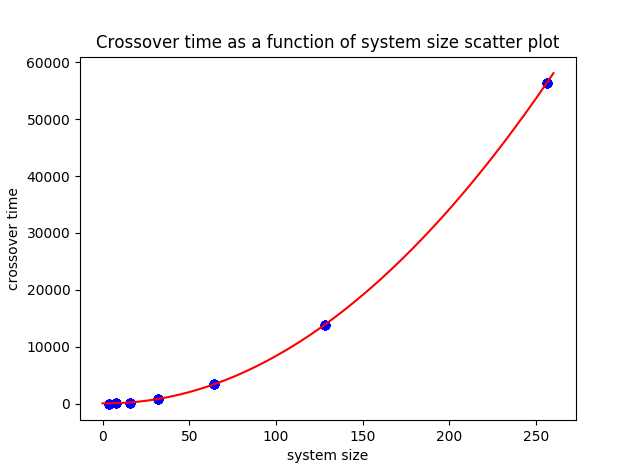 Crossover time as a function of system size scatter plot
60000
50000
40000
30000
20000
10000
0
crossover time
0 50 100 150 200 250
system size